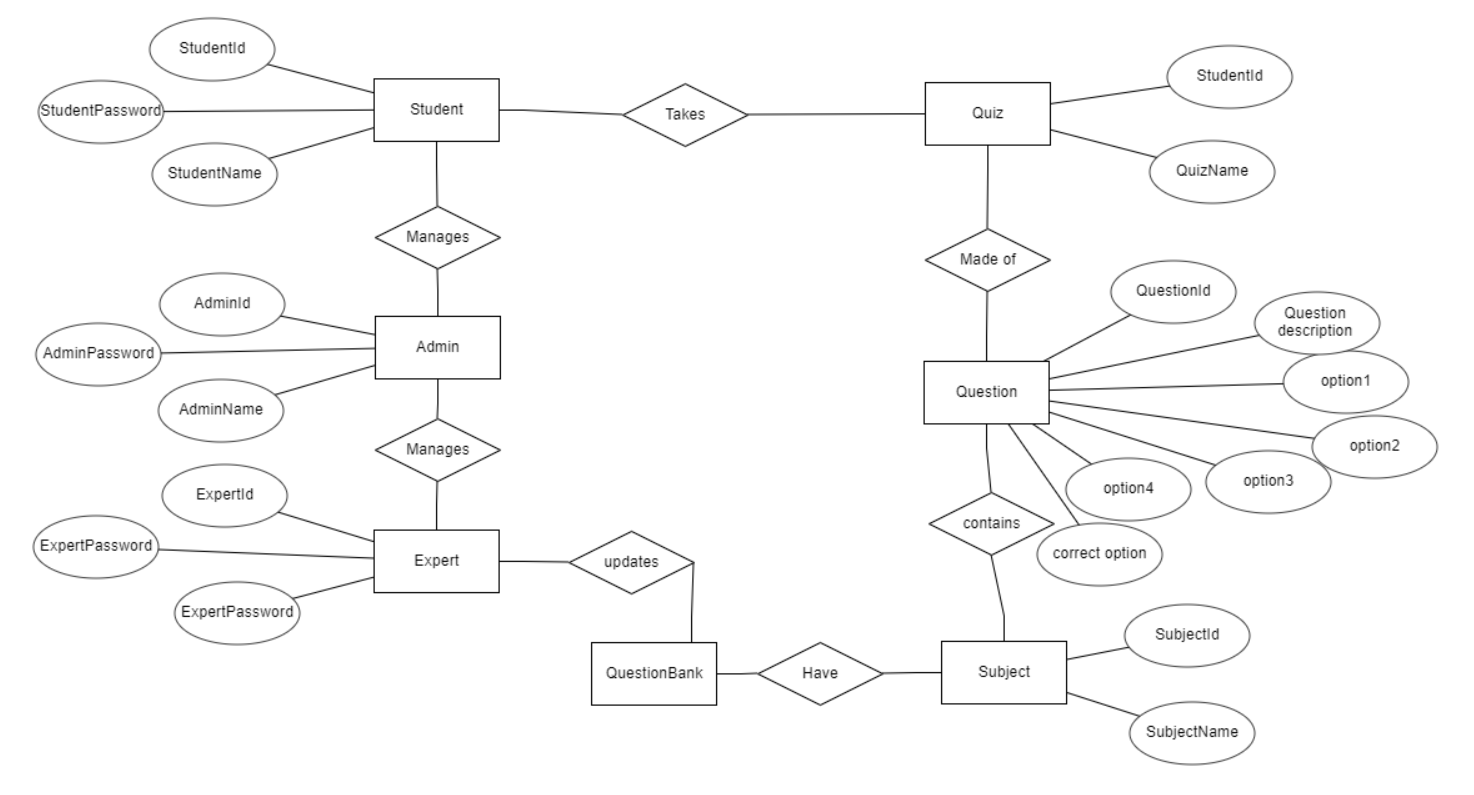 StudentId
StudentPassword
StudentName
Student
Takes
Quiz
StudentId
QuizName
Manages
Made of
AdminId
AdminPassword
AdminName
Admin
QuestionId
Question
description
option1
option2
option3
option4
correct option
Question
Manages
contains
ExpertId
ExpertPassword
ExpertPassword
Expert
updates
QuestionBank
Have
Subject
SubjectId
SubjectName